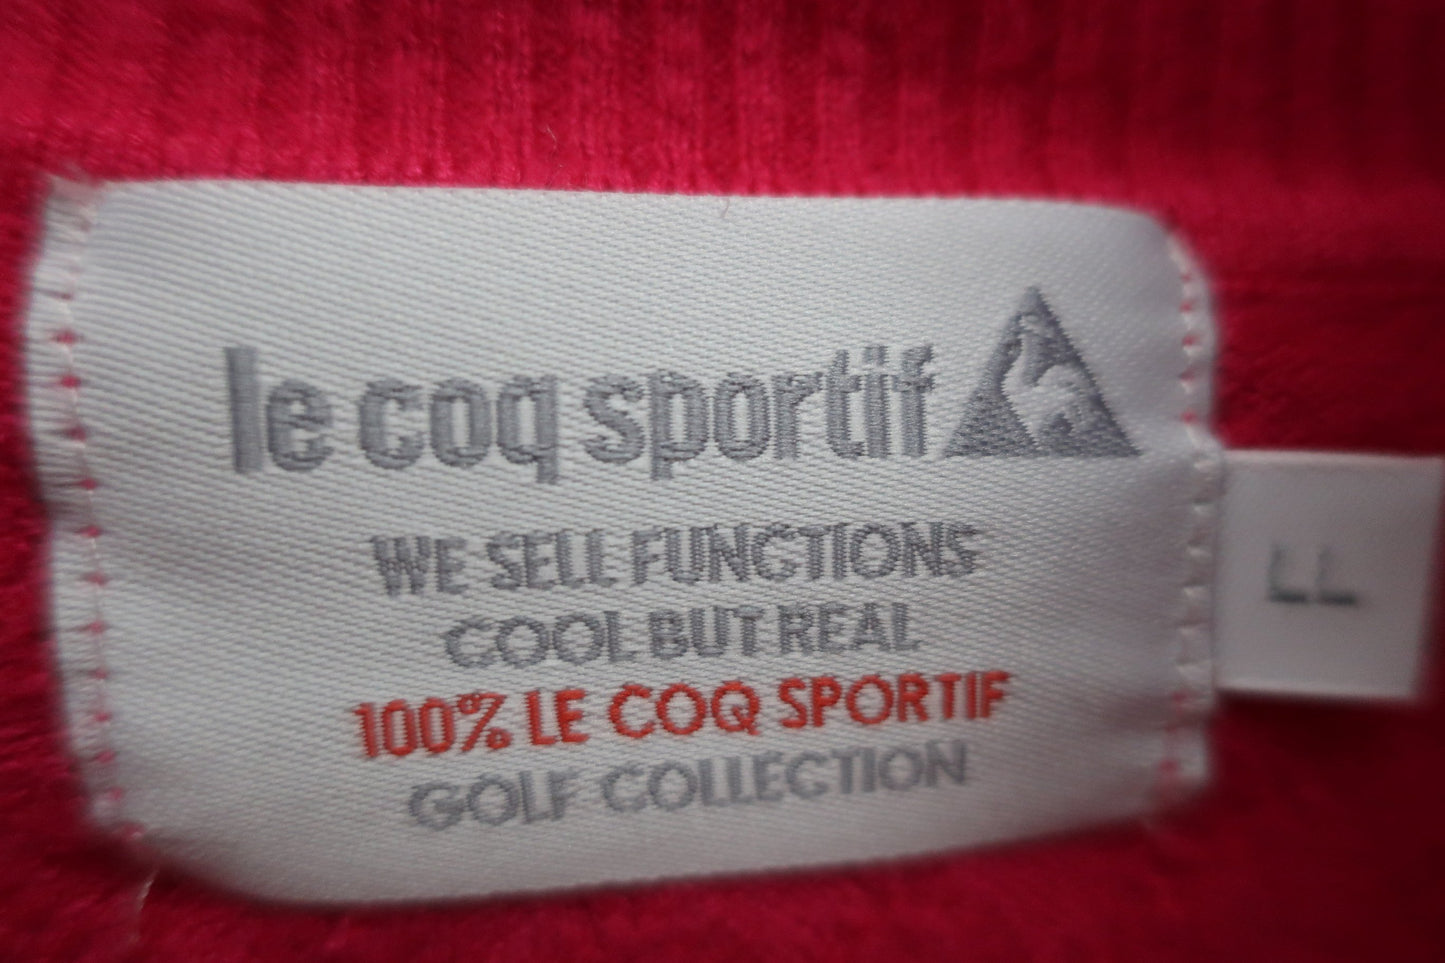 le coq sportif
WE SELL FUNCTIONS
COOL BUT REAL
100% LE COQ SPORTIF
GOLF COLLECTION
LL